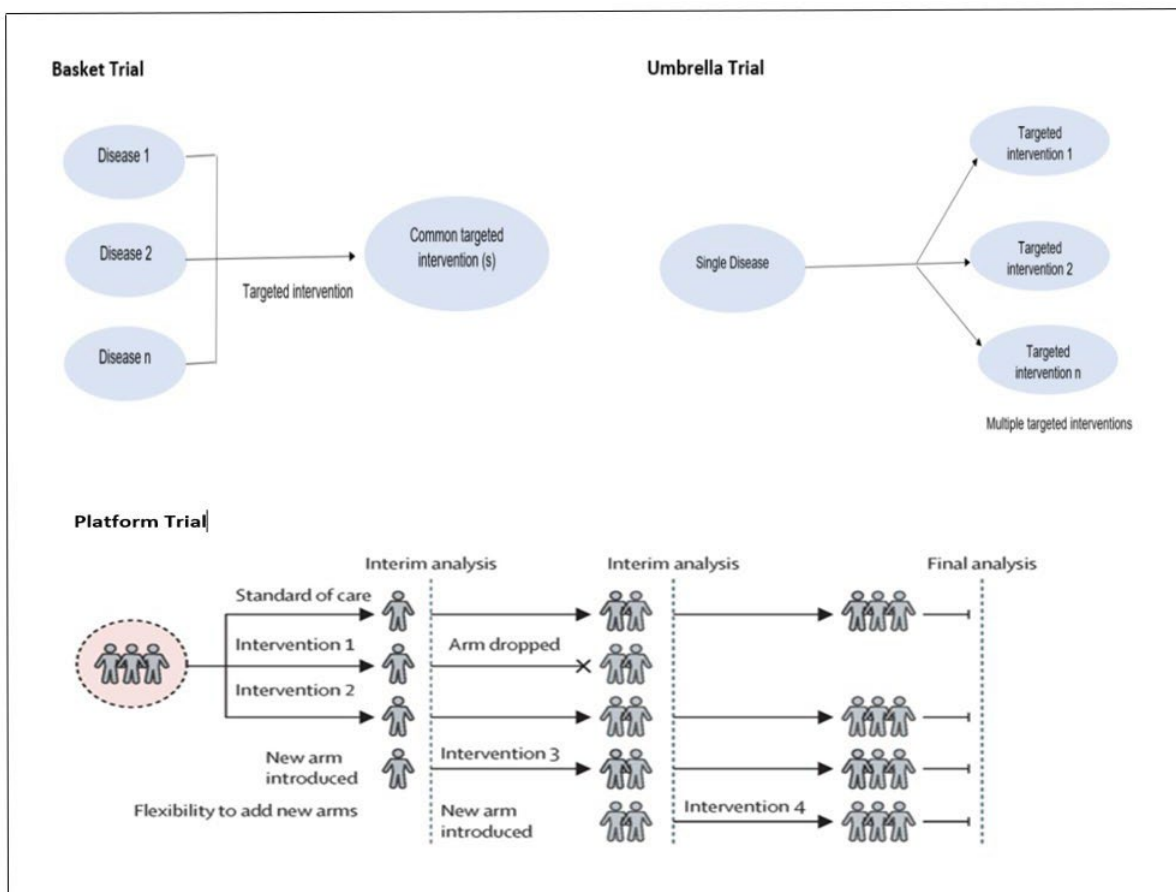 Basket Trial
Disease 1
Disease 2
Disease n
Targeted intervention
Common targeted
intervention (s)
Umbrella Trial
Single Disease
Targeted
intervention 1
Targeted
intervention 2
Targeted
intervention n
Multiple targeted interventions
Platform Trial
Interim analysis
Interim analysis
Final analysis
Standard of care
Intervention 1
Arm dropped
Intervention 2
New arm
introduced
Intervention 3
Flexibility to add new arms
New arm
introduced
Intervention 4